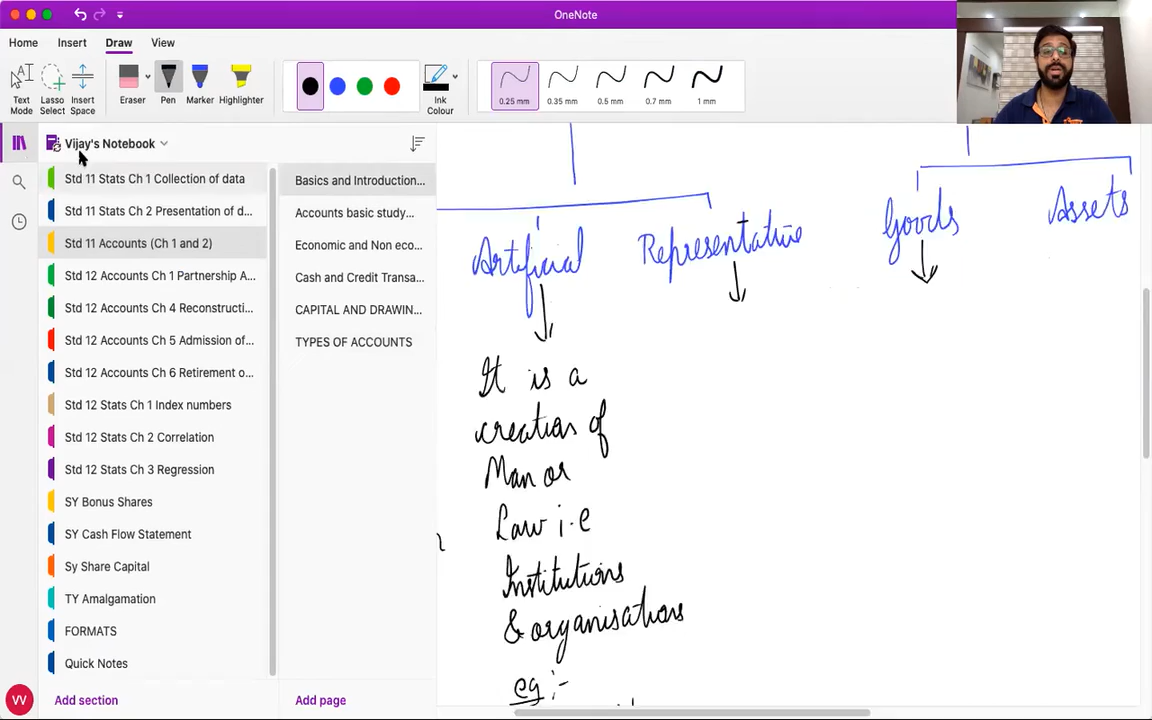 OneNote
Home Insert Draw View
Text Mode
Lasso Select
Insert Space
Eraser
Pen
Marker
Highlighter
Ink Colour
0.25 mm
0.35 mm
0.5 mm
0.7 mm
1 mm
Vijay's Notebook
Std 11 Stats Ch 1 Collection of data
Std 11 Stats Ch 2 Presentation of d...
Std 11 Accounts (Ch 1 and 2)
Std 12 Accounts Ch 1 Partnership A...
Std 12 Accounts Ch 4 Reconstructi...
Std 12 Accounts Ch 5 Admission of...
Std 12 Accounts Ch 6 Retirement o...
Std 12 Stats Ch 1 Index numbers
Std 12 Stats Ch 2 Correlation
Std 12 Stats Ch 3 Regression
SY Bonus Shares
SY Cash Flow Statement
Sy Share Capital
TY Amalgamation
FORMATS
Quick Notes
VV
Add section
Basics and Introduction...
Accounts basic study...
Economic and Non eco...
Cash and Credit Transa...
CAPITAL AND DRAWIN...
TYPES OF ACCOUNTS
Add page
Artificial Representative Goods Assets
It is a
creation of
Man or
Law i.e
Institutions
& organisations
eg :-